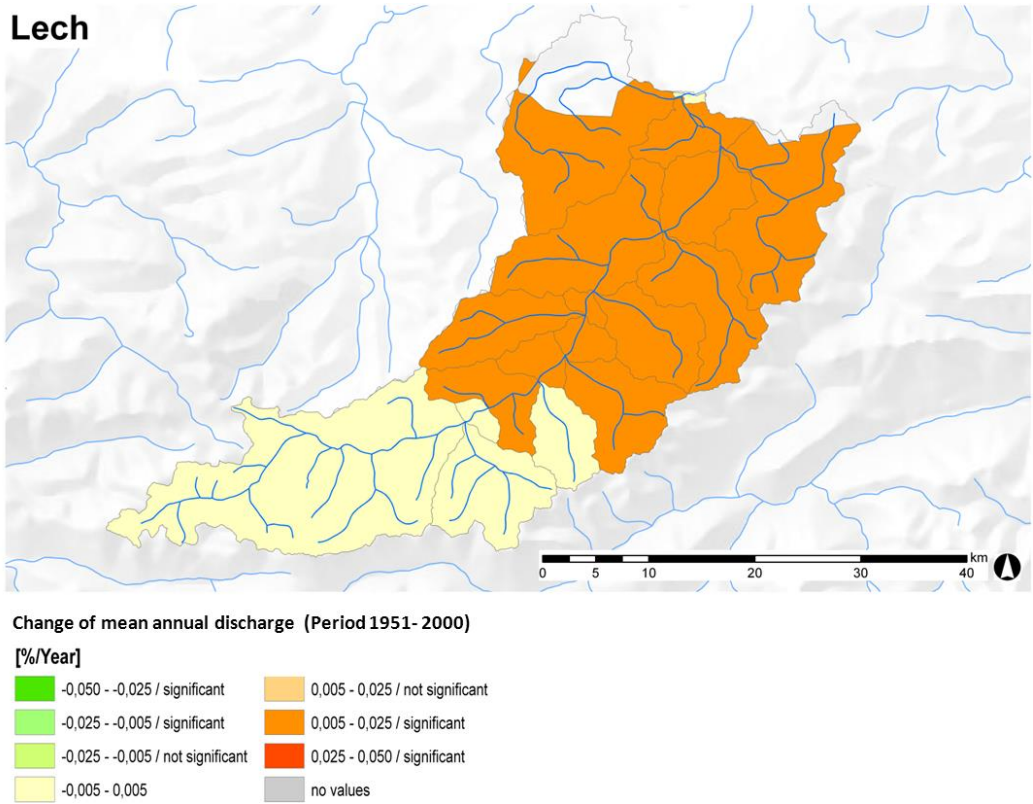 Lech
km
0 5 10 20 30 40
Change of mean annual discharge (Period 1951- 2000)
[%/Year]
-0,050 - -0,025 / significant
-0,025 - -0,005 / significant
-0,025 - -0,005 / not significant
-0,005 - 0,005
0,005 - 0,025 / not significant
0,005 - 0,025 / significant
0,025 - 0,050 / significant
no values